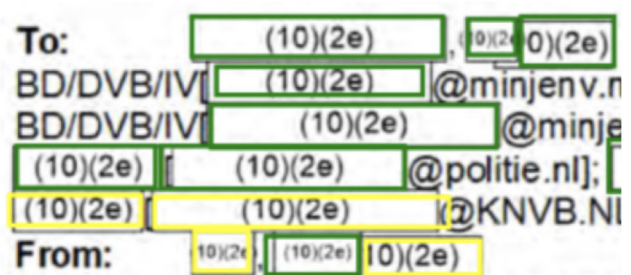 To: (10)(2e) , (10)(2e 0)(2e)
BD/DVB/IV[ (10)(2e) @minjenv.n
BD/DVB/IV[ (10)(2e) @minje
(10)(2e) [ (10)(2e) @politie.nl];
(10)(2e) [ (10)(2e) @KNVB.NL
From: 10)(2e , (10)(2e) 10)(2e)